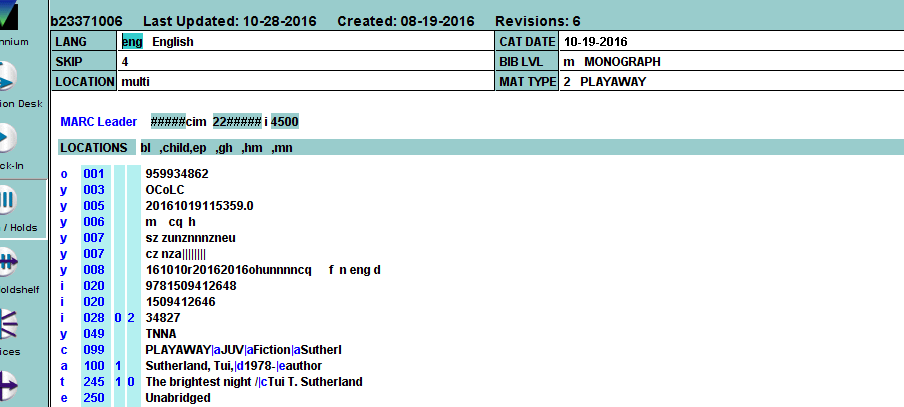 b23371006 Last Updated: 10-28-2016 Created: 08-19-2016 Revisions: 6
LANG eng English CAT DATE 10-19-2016
SKIP 4 BIB LVL m MONOGRAPH
LOCATION multi MAT TYPE 2 PLAYAWAY
MARC Leader #####cim 22##### i 4500
LOCATIONS bl ,child,ep ,gh ,hm ,mn
o 001 959934862
y 003 OCoLC
y 005 20161019115359.0
y 006 m cq h
y 007 sz zunznnnzneu
y 007 cz nza||||||||
y 008 161010r20162016ohunnnncq f n eng d
i 020 9781509412648
i 020 1509412646
i 028 0 2 34827
y 049 TNNA
c 099 PLAYAWAY|aJUV|aFiction|aSutherl
a 100 1 Sutherland, Tui,|d1978-|eauthor
t 245 1 0 The brightest night /|cTui T. Sutherland
e 250 Unabridged
nnium
ion Desk
ck-In
/ Holds
oldshelf
ices